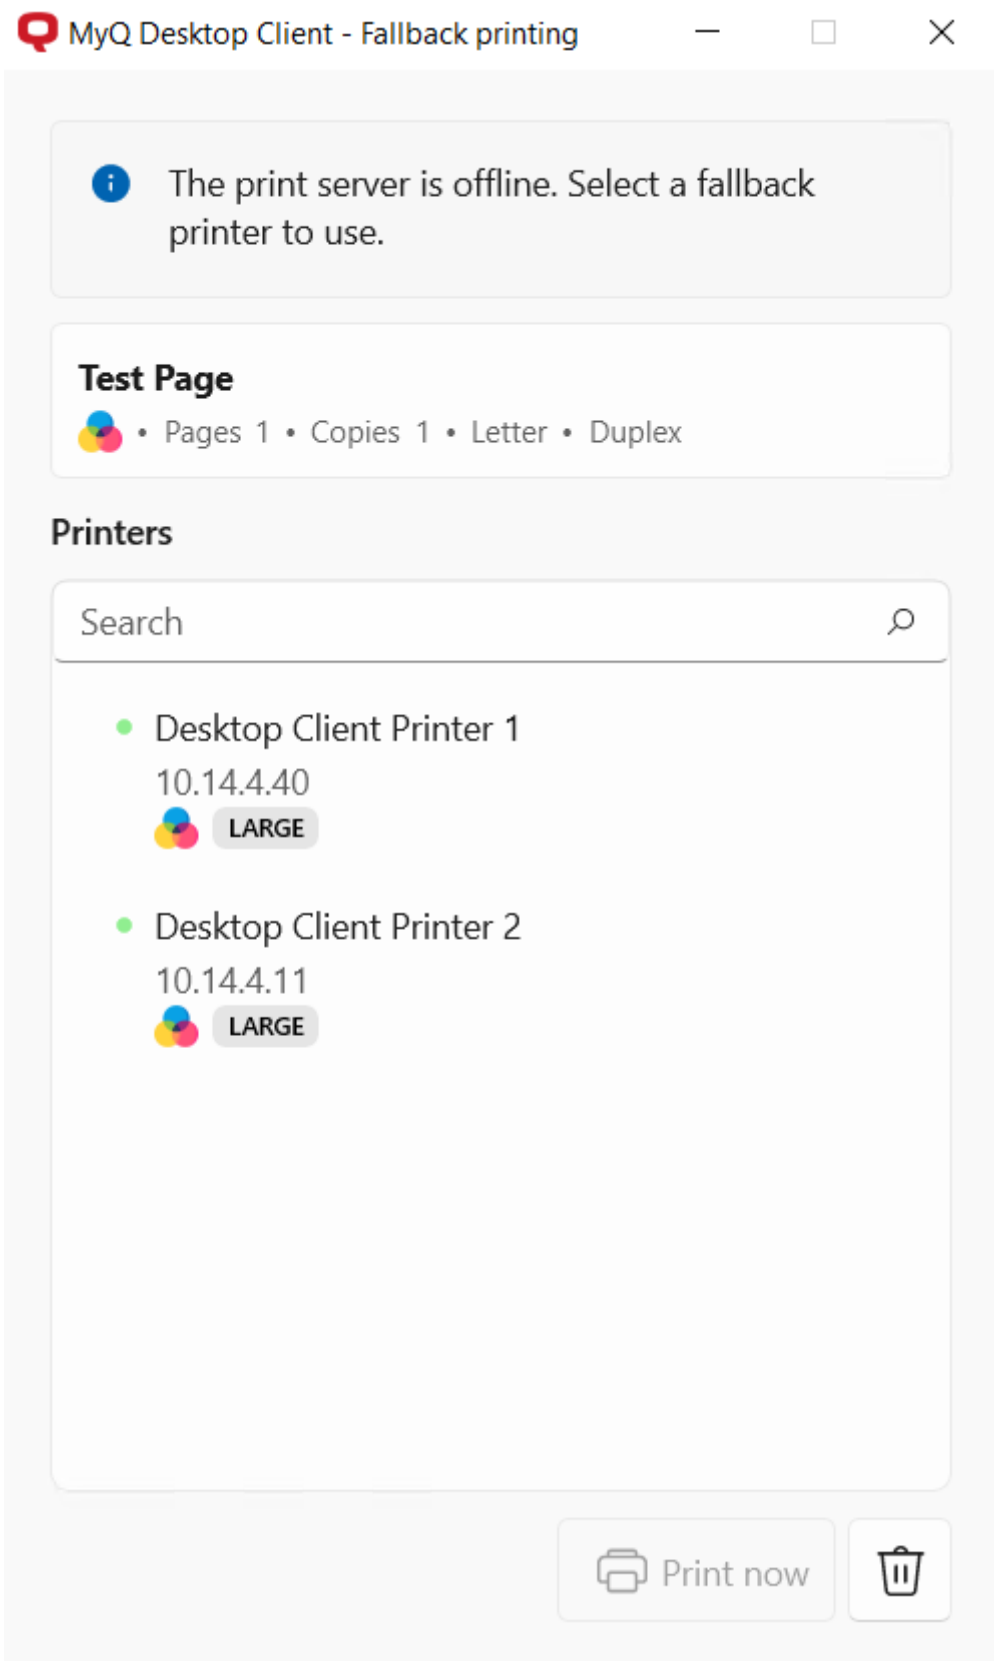 MyQ Desktop Client - Fallback printing
The print server is offline. Select a fallback
printer to use.
Test Page
• Pages 1 • Copies 1 • Letter • Duplex
Printers
Search
Desktop Client Printer 1
10.14.4.40
LARGE
Desktop Client Printer 2
10.14.4.11
LARGE
Print now